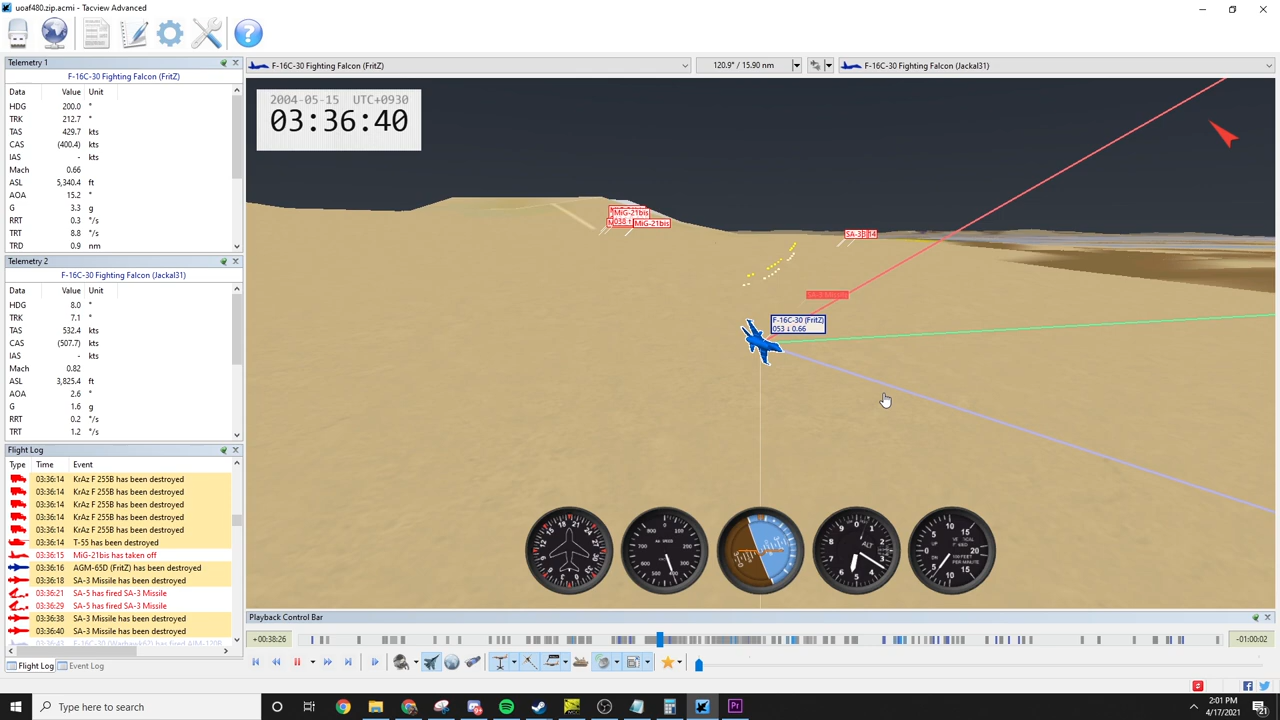 uoaf480.zip.acmi - Tacview Advanced
Telemetry 1
F-16C-30 Fighting Falcon (FritZ)
Data Value Unit
HDG 200.0 °
TRK 212.7 °
TAS 429.7 kts
CAS (400.4) kts
IAS - kts
Mach 0.66
ASL 5,340.4 ft
AOA 15.2 °
G 3.3 g
RRT 0.3 °/s
TRT 8.8 °/s
TRD 0.9 nm
Telemetry 2
F-16C-30 Fighting Falcon (Jackal31)
Data Value Unit
HDG 8.0 °
TRK 7.1 °
TAS 532.4 kts
CAS (507.7) kts
IAS - kts
Mach 0.82
ASL 3,825.4 ft
AOA 2.6 °
G 1.6 g
RRT 0.2 °/s
TRT 1.2 °/s
Flight Log
Type Time Event
03:36:14 KrAz F 255B has been destroyed
03:36:14 KrAz F 255B has been destroyed
03:36:14 KrAz F 255B has been destroyed
03:36:14 KrAz F 255B has been destroyed
03:36:14 KrAz F 255B has been destroyed
03:36:14 T-55 has been destroyed
03:36:15 MiG-21bis has taken off
03:36:16 AGM-65D (FritZ) has been destroyed
03:36:18 SA-3 Missile has been destroyed
03:36:21 SA-5 has fired SA-3 Missile
03:36:29 SA-5 has fired SA-3 Missile
03:36:38 SA-3 Missile has been destroyed
03:36:40 SA-3 Missile has been destroyed
Flight Log Event Log
F-16C-30 Fighting Falcon (FritZ) 120.9° / 15.90 nm F-16C-30 Fighting Falcon (Jackal31)
2004-05-15 UTC+0930
03:36:40
MiG-21bis
MiG-21bis
SA-3
14
F-16C-30 (FritZ)
053 ↓ 0.66
Playback Control Bar
+00:38:26 -01:00:02
Type here to search
2:01 PM
4/17/2021
21